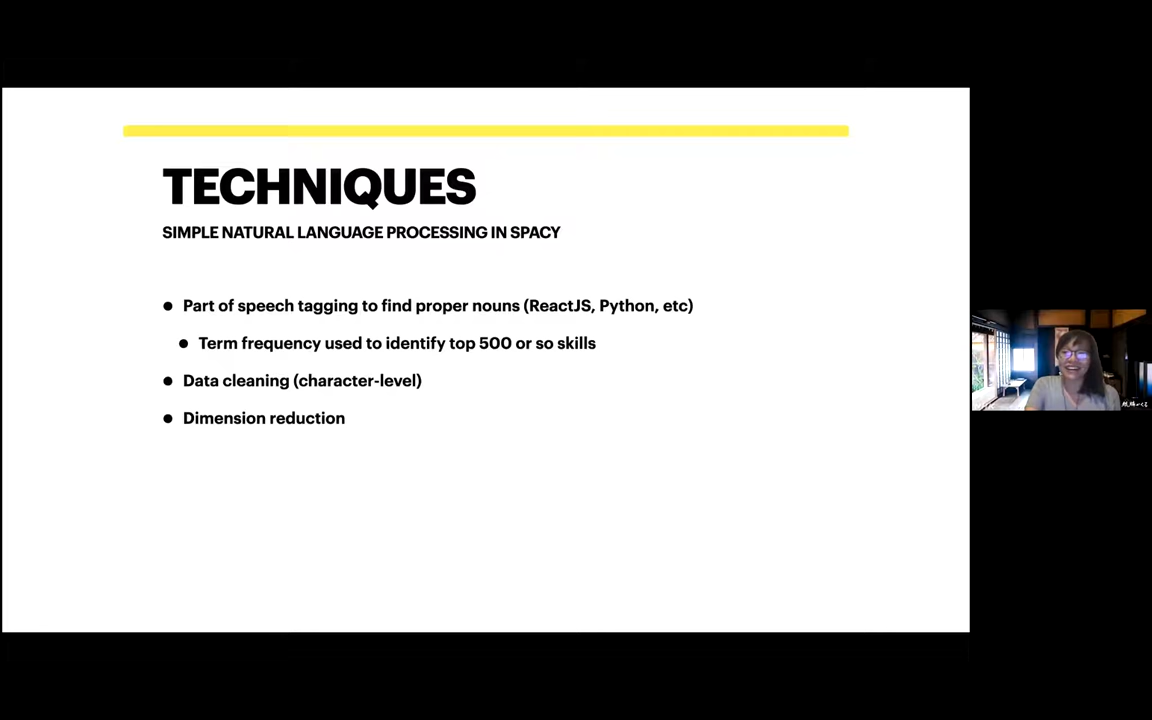 TECHNIQUES
SIMPLE NATURAL LANGUAGE PROCESSING IN SPACY
● Part of speech tagging to find proper nouns (ReactJS, Python, etc)
● Term frequency used to identify top 500 or so skills
● Data cleaning (character-level)
● Dimension reduction